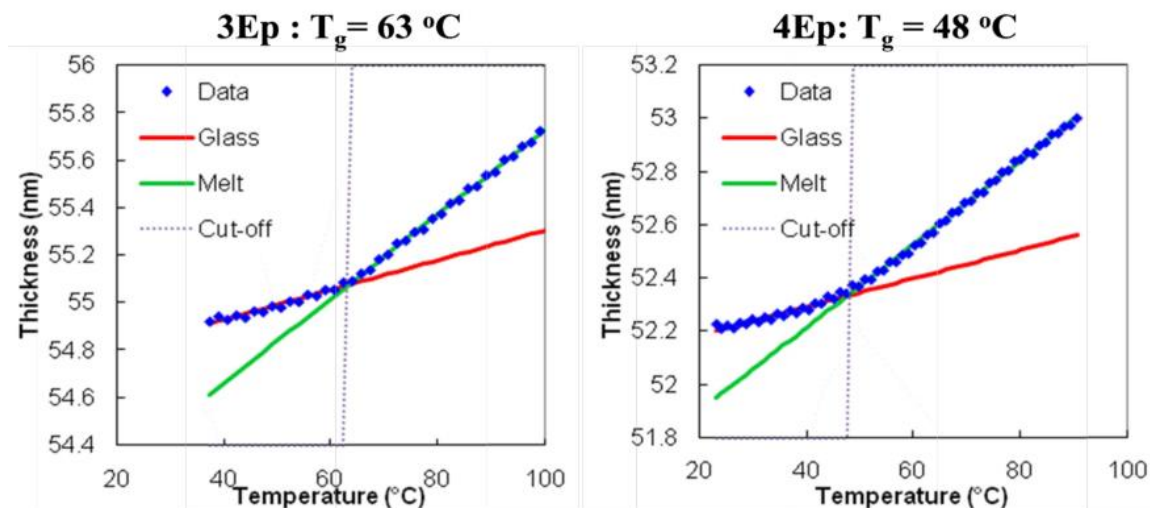 3Ep : Tg= 63 oC
4Ep: Tg = 48 oC
56
55.8
55.6
55.4
55.2
55
54.8
54.6
54.4
Thickness (nm)
Data
Glass
Melt
Cut-off
20 40 60 80 100
Temperature (°C)
53.2
53
52.8
52.6
52.4
52.2
52
51.8
Thickness (nm)
Data
Glass
Melt
Cut-off
20 40 60 80 100
Temperature (°C)